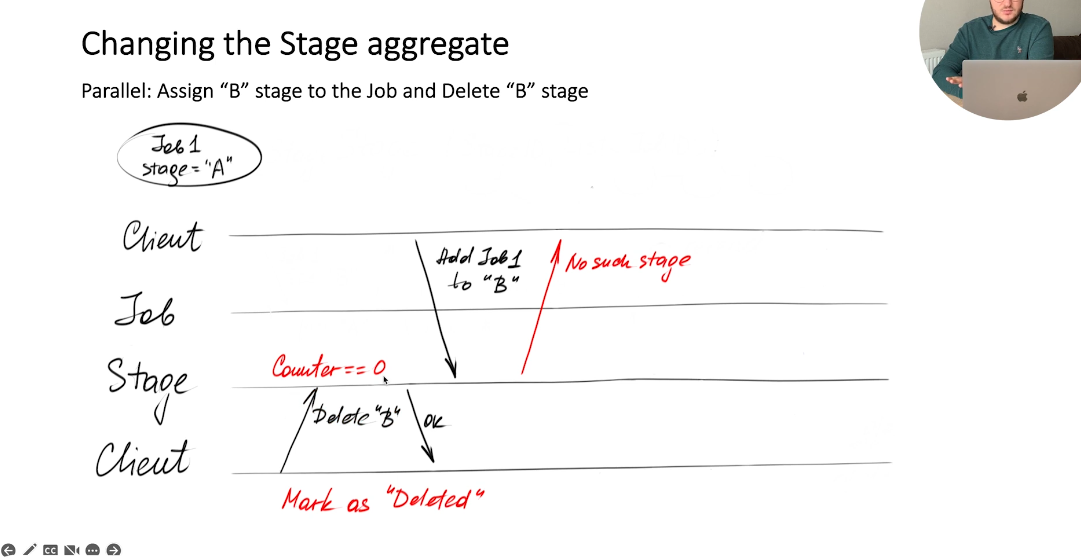 Changing the Stage aggregate
Parallel: Assign “B” stage to the Job and Delete “B” stage
Job 1
stage = "A"
Client
Add Job 1
to "B"
No such stage
Job
Counter == 0
Stage
Delete "B"
OK
Client
Mark as "Deleted"
CC